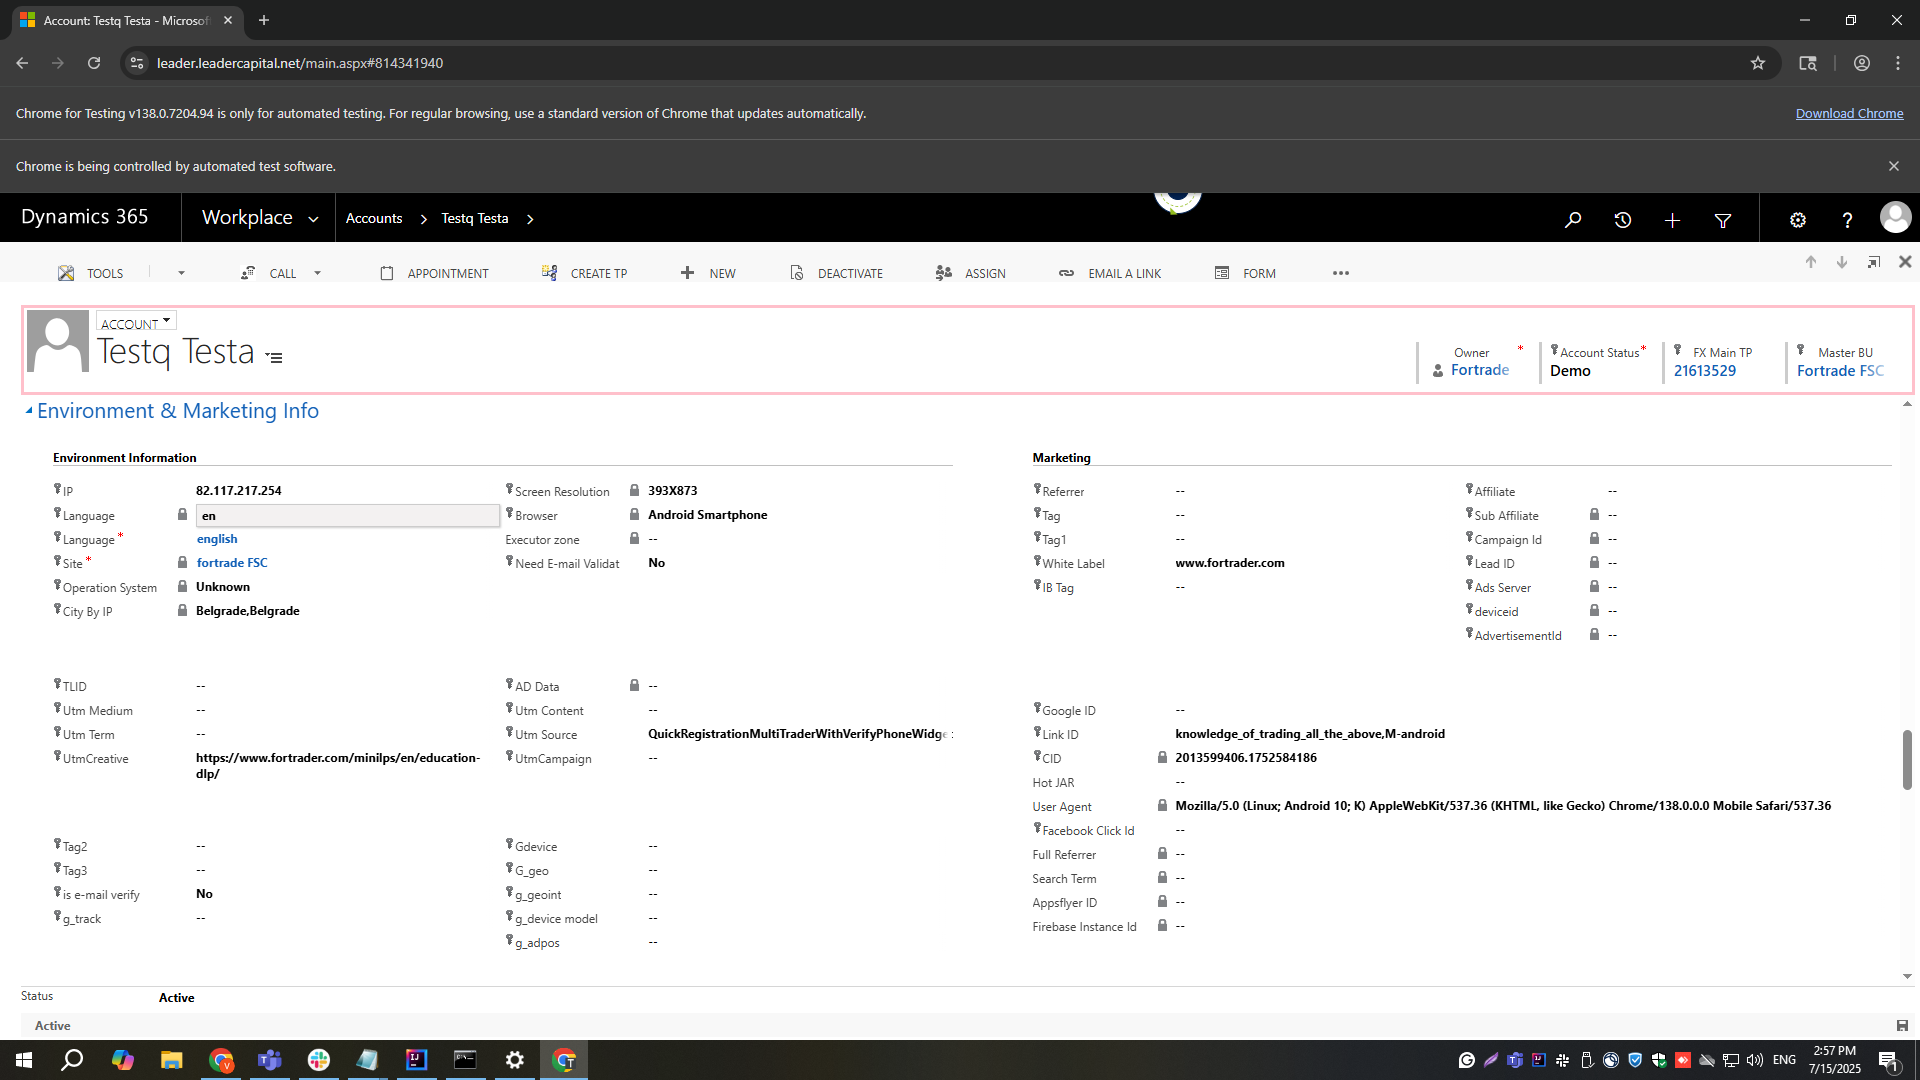 Account: Testq Testa - Microsof
leader.leadercapital.net/main.aspx#814341940
Chrome for Testing v138.0.7204.94 is only for automated testing. For regular browsing, use a standard version of Chrome that updates automatically.
Download Chrome
Chrome is being controlled by automated test software.
Dynamics 365
Workplace
Accounts
Testq Testa
TOOLS
CALL
APPOINTMENT
CREATE TP
NEW
DEACTIVATE
ASSIGN
EMAIL A LINK
FORM
ACCOUNT
Testq Testa
Owner *
Fortrade
Account Status *
Demo
FX Main TP
21613529
Master BU
Fortrade FSC
Environment & Marketing Info
Environment Information
IP 82.117.217.254
Language en
Language * english
Site * fortrade FSC
Operation System Unknown
City By IP Belgrade,Belgrade
Screen Resolution 393X873
Browser Android Smartphone
Executor zone --
Need E-mail Validat No
TLID --
Utm Medium --
Utm Term --
UtmCreative https://www.fortrader.com/minilps/en/education-
dlp/
AD Data --
Utm Content --
Utm Source QuickRegistrationMultiTraderWithVerifyPhoneWidge
UtmCampaign --
Tag2 --
Tag3 --
is e-mail verify No
g_track --
Gdevice --
G_geo --
g_geoint --
g_device model --
g_adpos --
Marketing
Referrer --
Tag --
Tag1 --
White Label www.fortrader.com
IB Tag --
Affiliate --
Sub Affiliate --
Campaign Id --
Lead ID --
Ads Server --
deviceid --
AdvertisementId --
Google ID --
Link ID knowledge_of_trading_all_the_above,M-android
CID 2013599406.1752584186
Hot JAR --
User Agent Mozilla/5.0 (Linux; Android 10; K) AppleWebKit/537.36 (KHTML, like Gecko) Chrome/138.0.0.0 Mobile Safari/537.36
Facebook Click Id --
Full Referrer --
Search Term --
Appsflyer ID --
Firebase Instance Id --
Status Active
Active
ENG
2:57 PM
7/15/2025
1